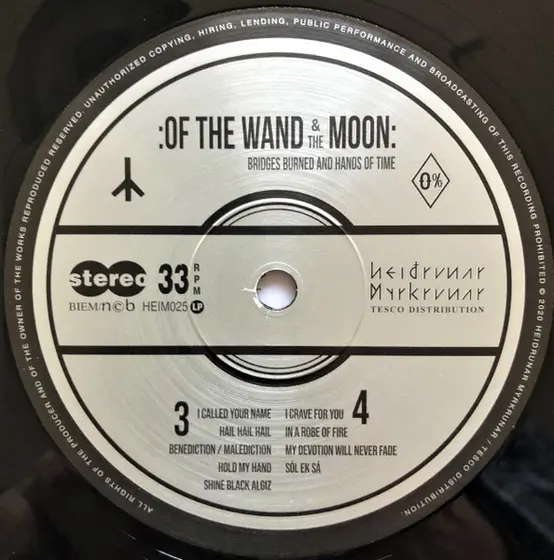 ALL RIGHTS OF THE PRODUCER AND OF THE OWNER OF THE WORKS REPRODUCED RESERVED. UNAUTHORIZED COPYING, HIRING, LENDING, PUBLIC PERFORMANCE AND BROADCASTING OF THIS RECORDING PROHIBITED © 2020 HEIDRUNAR MYRKRUNAR / TESCO DISTRIBUTION.
:OF THE WAND & THE MOON:
BRIDGES BURNED AND HANDS OF TIME
0%
stereo 33 RPM
BIEM/n©b HEIM025 LP
Heiðrunar
Myrkrunar
TESCO DISTRIBUTION
3
I CALLED YOUR NAME
HAIL HAIL HAIL
BENEDICTION / MALEDICTION
HOLD MY HAND
SHINE BLACK ALGIZ
4
I CRAVE FOR YOU
IN A ROBE OF FIRE
MY DEVOTION WILL NEVER FADE
SÓL EK SÁ